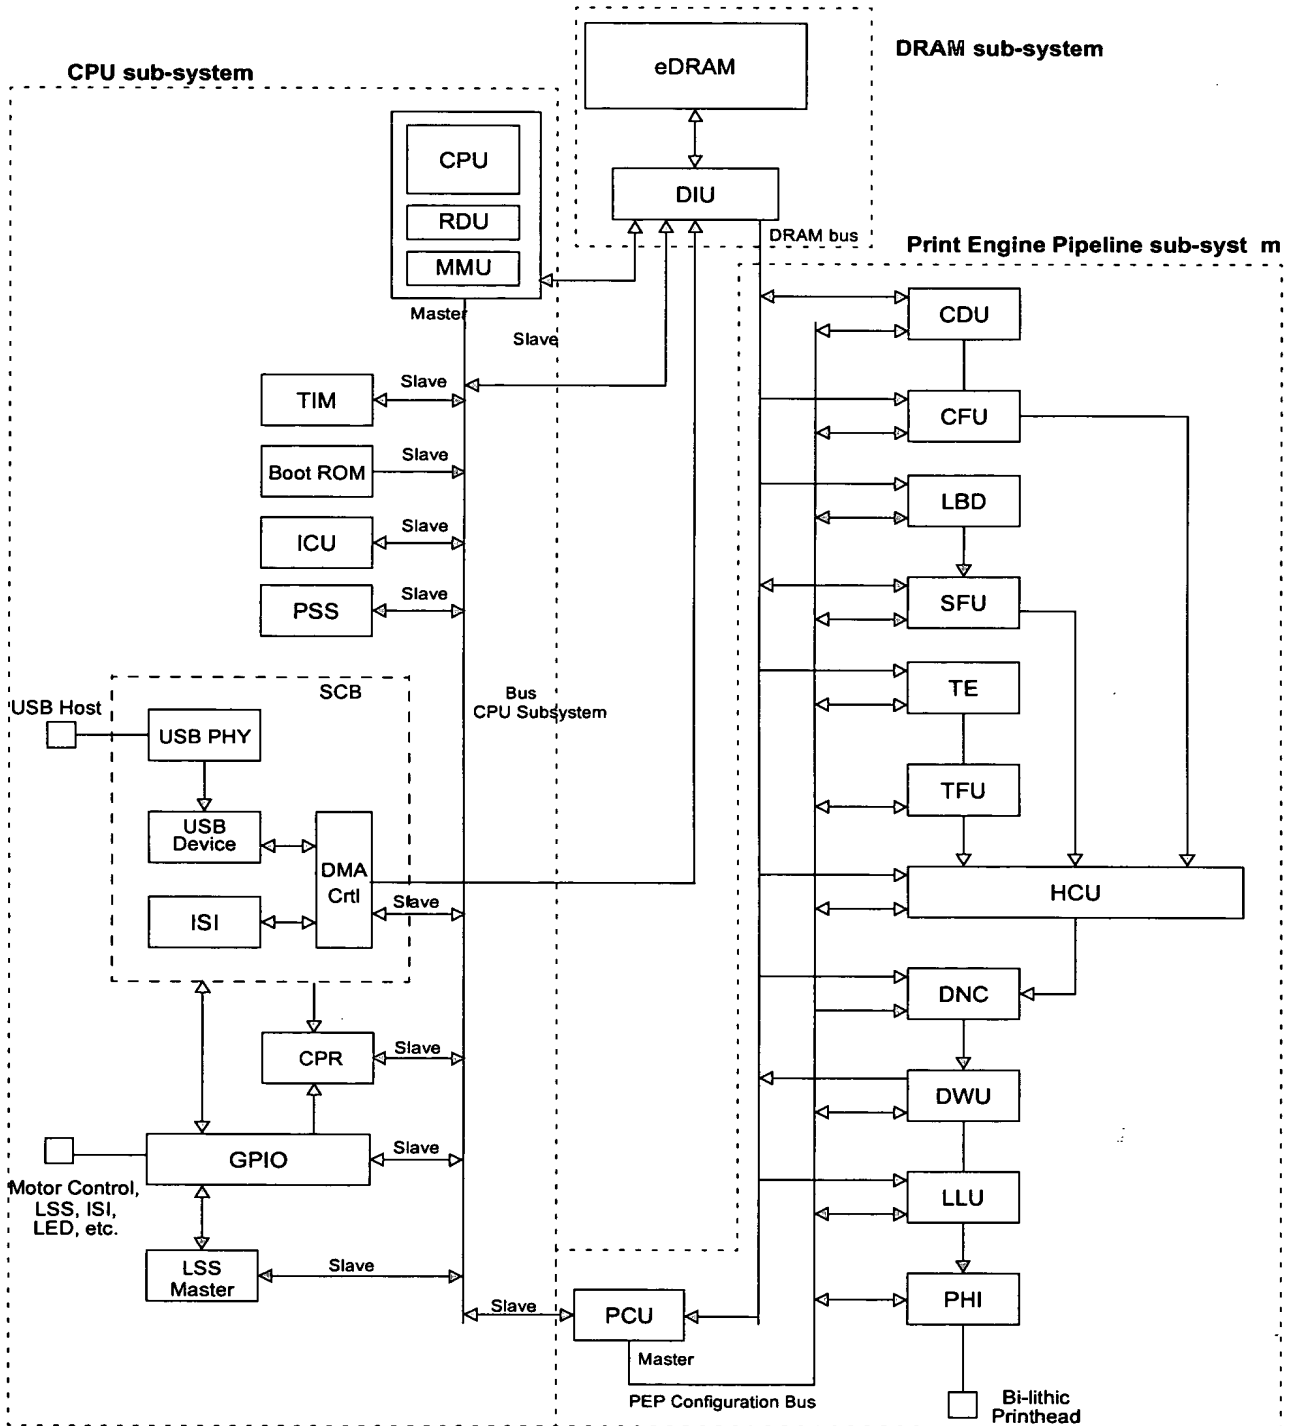 DRAM sub-system
CPU sub-system
eDRAM
CPU
RDU
MMU
DIU
DRAM bus
Print Engine Pipeline sub-syst m
Master
Slave
CDU
TIM
Slave
CFU
Boot ROM
Slave
LBD
ICU
Slave
PSS
Slave
SFU
SCB
TE
USB Host
USB PHY
Bus
CPU Subsystem
TFU
USB
Device
DMA
Crtl
Slave
ISI
HCU
DNC
CPR
Slave
DWU
GPIO
Slave
Motor Control,
LSS, ISI,
LED, etc.
LLU
LSS
Master
Slave
Slave
PCU
PHI
Master
PEP Configuration Bus
Bi-lithic
Printhead